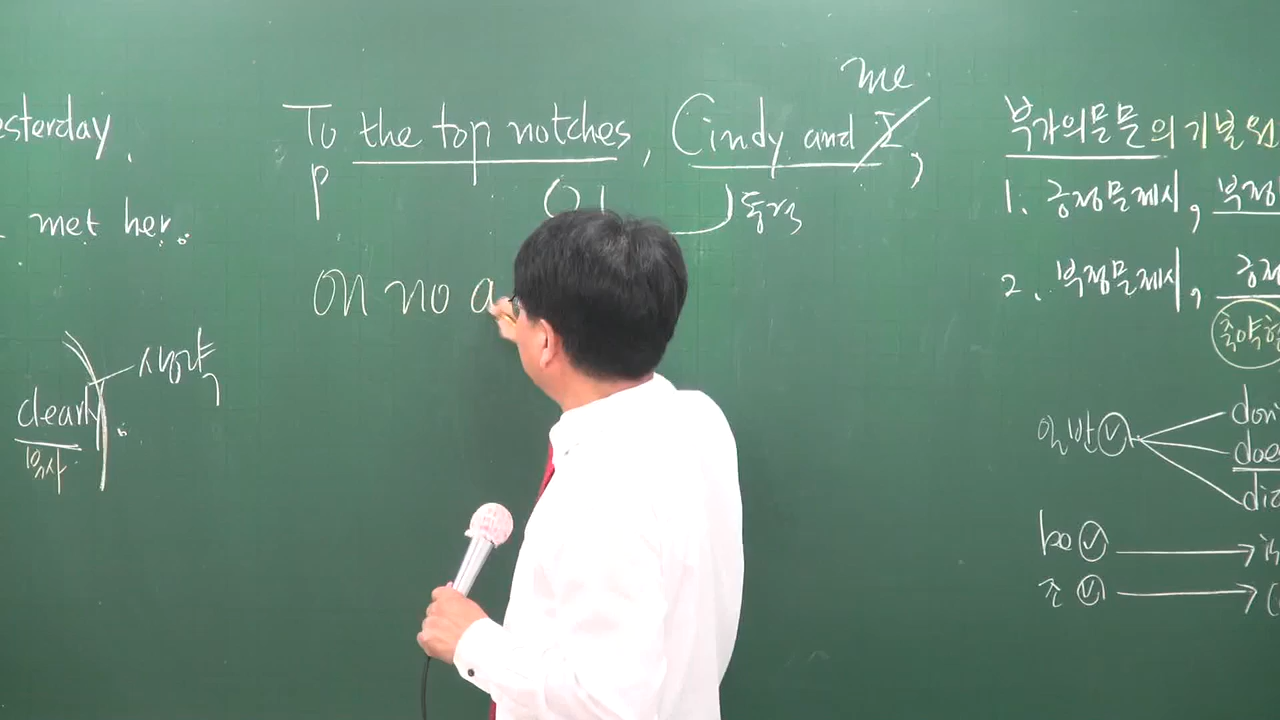 esterday,
met her.
생략
clearly
부사
me
To the top notches, Cindy and I,
P
동격
on no a
부가의문문의 기본원
1. 긍정문제시, 부정
2. 부정문제시, 긍정
축약형
일반 V
don
doe
did
be V
조 V